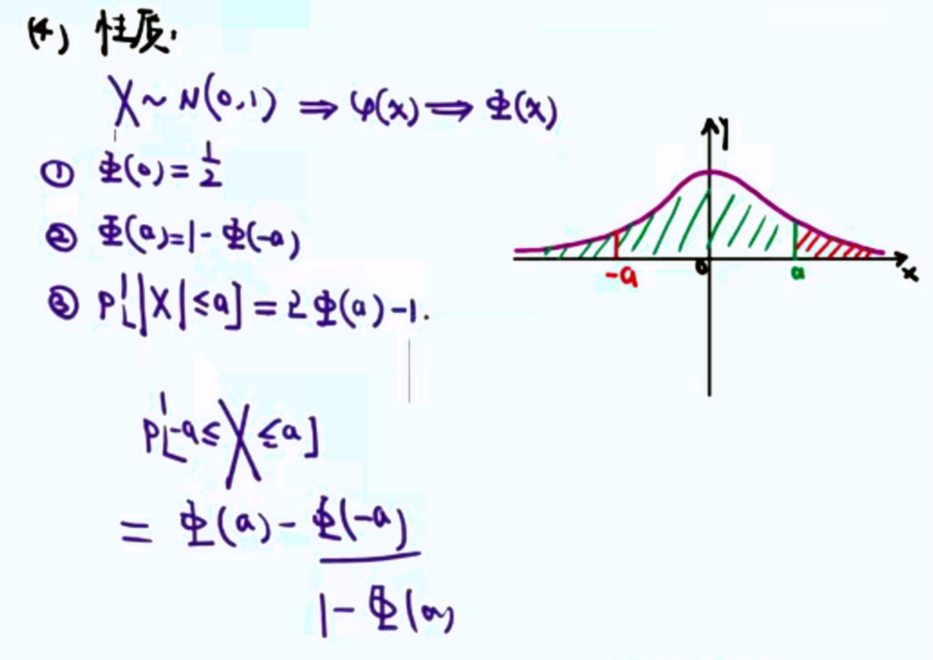 (4) 性质.
X ~ N(0,1) ⇒ φ(x) ⇒ Φ(x)
① Φ(0) = 1/2
② Φ(a)=1- Φ(-a)
③ P[|X| ≤a] = 2Φ(a) -1.
P[-a≤X≤a]
= Φ(a) - Φ(-a)
1 - Φ(a)
y
-a
0
a
x